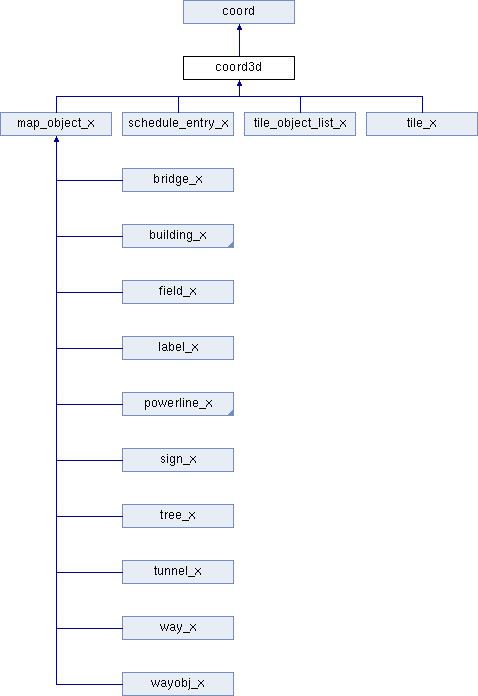 coord
coord3d
map_object_x
schedule_entry_x
tile_object_list_x
tile_x
bridge_x
building_x
field_x
label_x
powerline_x
sign_x
tree_x
tunnel_x
way_x
wayobj_x